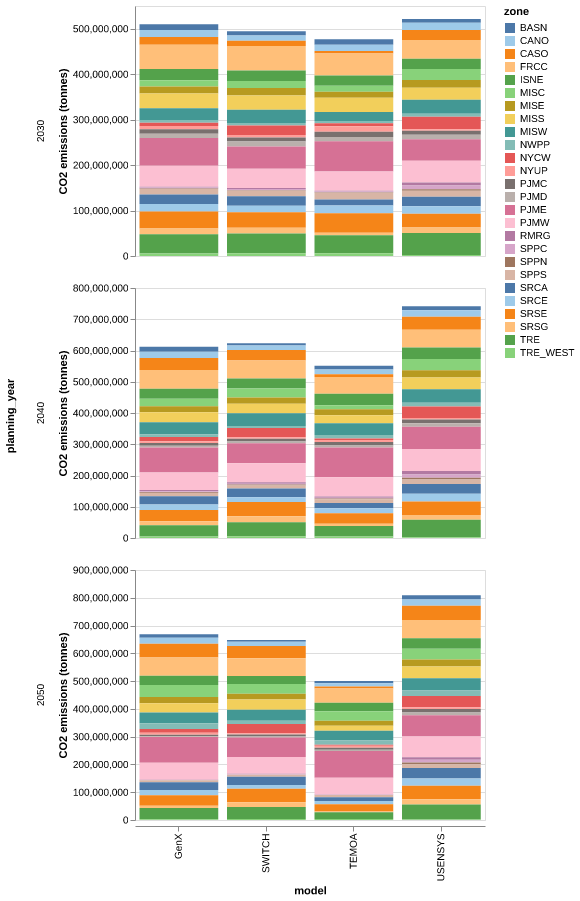 planning_year
2030
CO2 emissions (tonnes)
500,000,000
400,000,000
300,000,000
200,000,000
100,000,000
0
2040
CO2 emissions (tonnes)
800,000,000
700,000,000
600,000,000
500,000,000
400,000,000
300,000,000
200,000,000
100,000,000
0
2050
CO2 emissions (tonnes)
900,000,000
800,000,000
700,000,000
600,000,000
500,000,000
400,000,000
300,000,000
200,000,000
100,000,000
0
GenX
SWITCH
TEMOA
USENSYS
model
zone
BASN
CANO
CASO
FRCC
ISNE
MISC
MISE
MISS
MISW
NWPP
NYCW
NYUP
PJMC
PJMD
PJME
PJMW
RMRG
SPPC
SPPN
SPPS
SRCA
SRCE
SRSE
SRSG
TRE
TRE_WEST